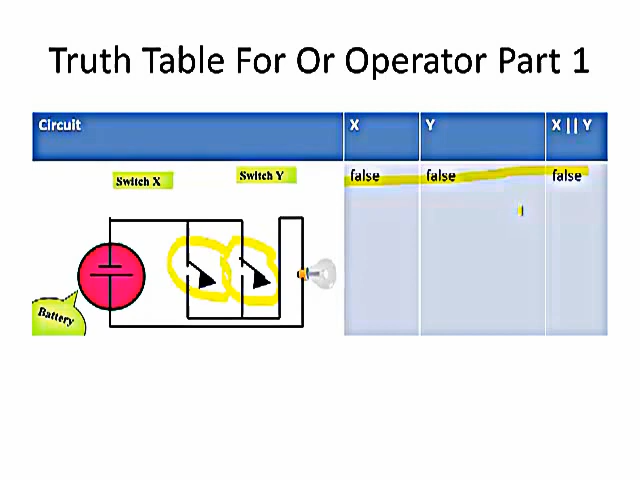 Truth Table For Or Operator Part 1
Circuit X Y X || Y
Switch X Switch Y false false false
Battery